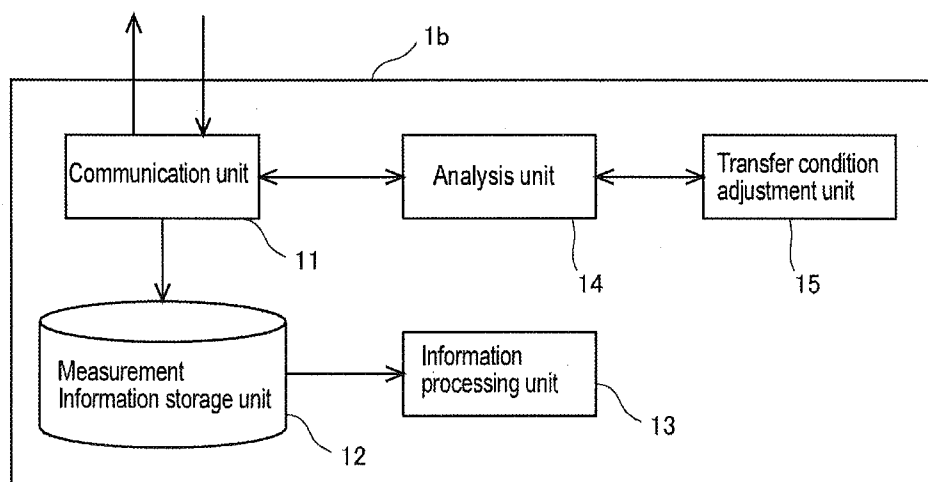 1b
Communication unit
Analysis unit
Transfer condition
adjustment unit
11
14
15
Measurement
Information storage unit
Information
processing unit
12
13